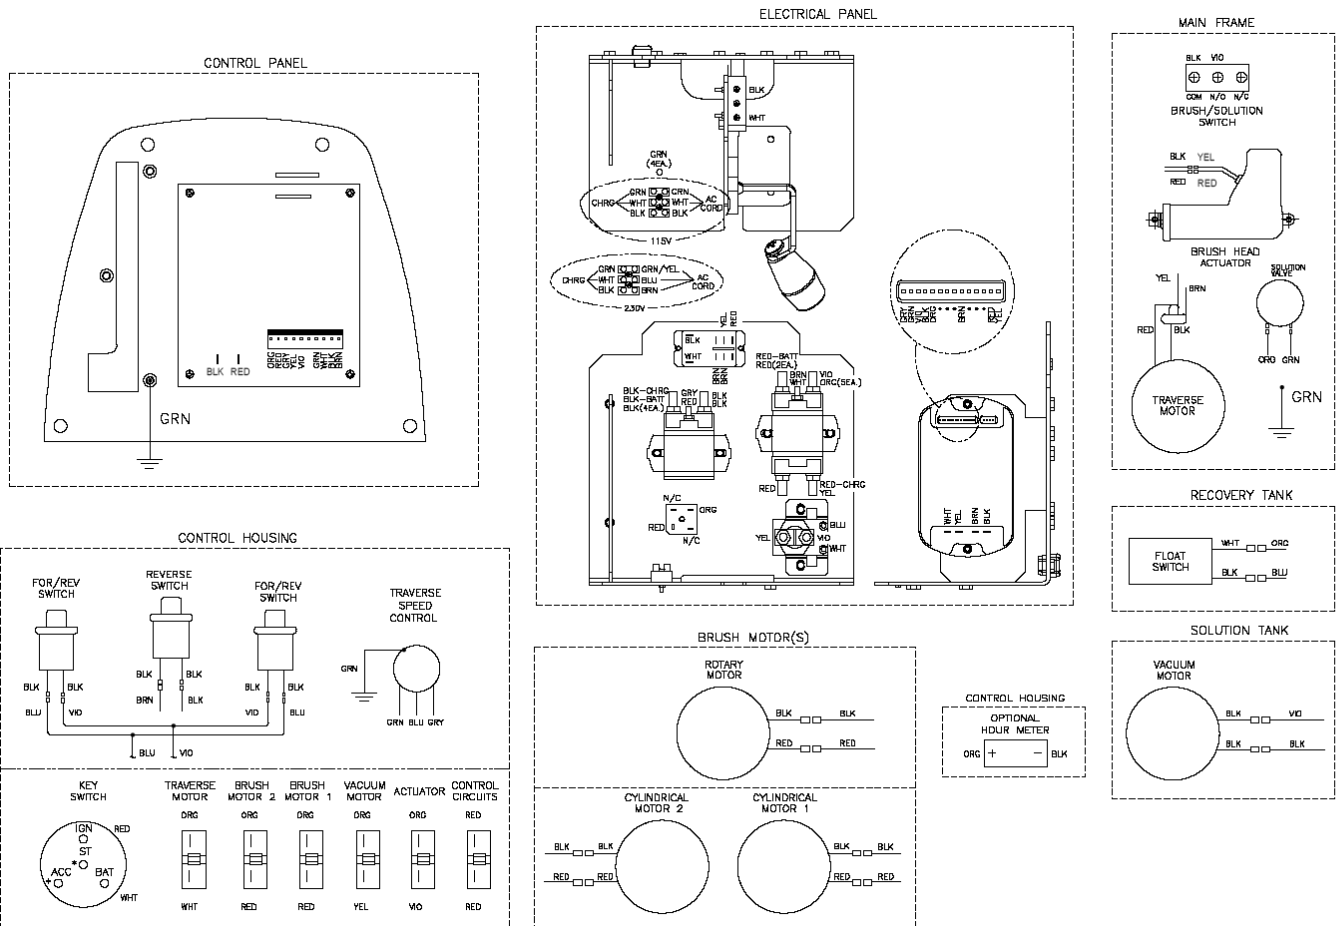 ELECTRICAL PANEL
MAIN FRAME
CONTROL PANEL
BLK VIO
COM N/O N/C
BRUSH/SOLUTION
SWITCH
BLK YEL
RED RED
BRUSH HEAD
ACTUATOR
SOLUTION
VALVE
YEL
BRN
RED BLK
ORG GRN
TRAVERSE
MOTOR
GRN
BLK
WHT
GRN
(4EA.)
GRN GRN
CHRG WHT WHT AC
CORD
BLK BLK
115V
GRN GRN/YEL
CHRG WHT BLU AC
CORD
BLK BRN
230V
GRY
GRN
VIO
BLK
ORG
BRN
RED
YEL
YEL
RED
BLK
WHT
BRN
BRN
RED-BATT
RED(2EA.)
BRN VIO
WHT ORG(5EA.)
BLK-CHRG
BLK-BATT
BLK(4EA.)
GRY
RED
BLK
BLK
RED
RED-CHRG
YEL
N/C
ORG
RED
N/C
BLU
YEL VIO
WHT
WHT
YEL
BRN
BLK
ORG
RED
GRY
YEL
VIO
GRN
WHT
BLK
BRN
BLK RED
GRN
RECOVERY TANK
FLOAT
SWITCH
WHT ORG
BLK BLU
CONTROL HOUSING
FOR/REV
SWITCH
REVERSE
SWITCH
FOR/REV
SWITCH
TRAVERSE
SPEED
CONTROL
GRN
BLK BLK
BLU VIO
BLK BLK
BRN BLK
BLK BLK
VIO BLU
BLU VIO
GRN BLU GRY
KEY
SWITCH
IGN RED
ST
*
ACC BAT
+
WHT
TRAVERSE
MOTOR
ORG
WHT
BRUSH
MOTOR 2
ORG
RED
BRUSH
MOTOR 1
ORG
RED
VACUUM
MOTOR
ORG
YEL
ACTUATOR
ORG
VIO
CONTROL
CIRCUITS
RED
RED
BRUSH MOTOR(S)
ROTARY
MOTOR
BLK BLK
RED RED
CYLINDRICAL
MOTOR 2
BLK BLK
RED RED
CYLINDRICAL
MOTOR 1
BLK BLK
RED RED
CONTROL HOUSING
OPTIONAL
HOUR METER
ORG + - BLK
SOLUTION TANK
VACUUM
MOTOR
BLK VIO
BLK BLK